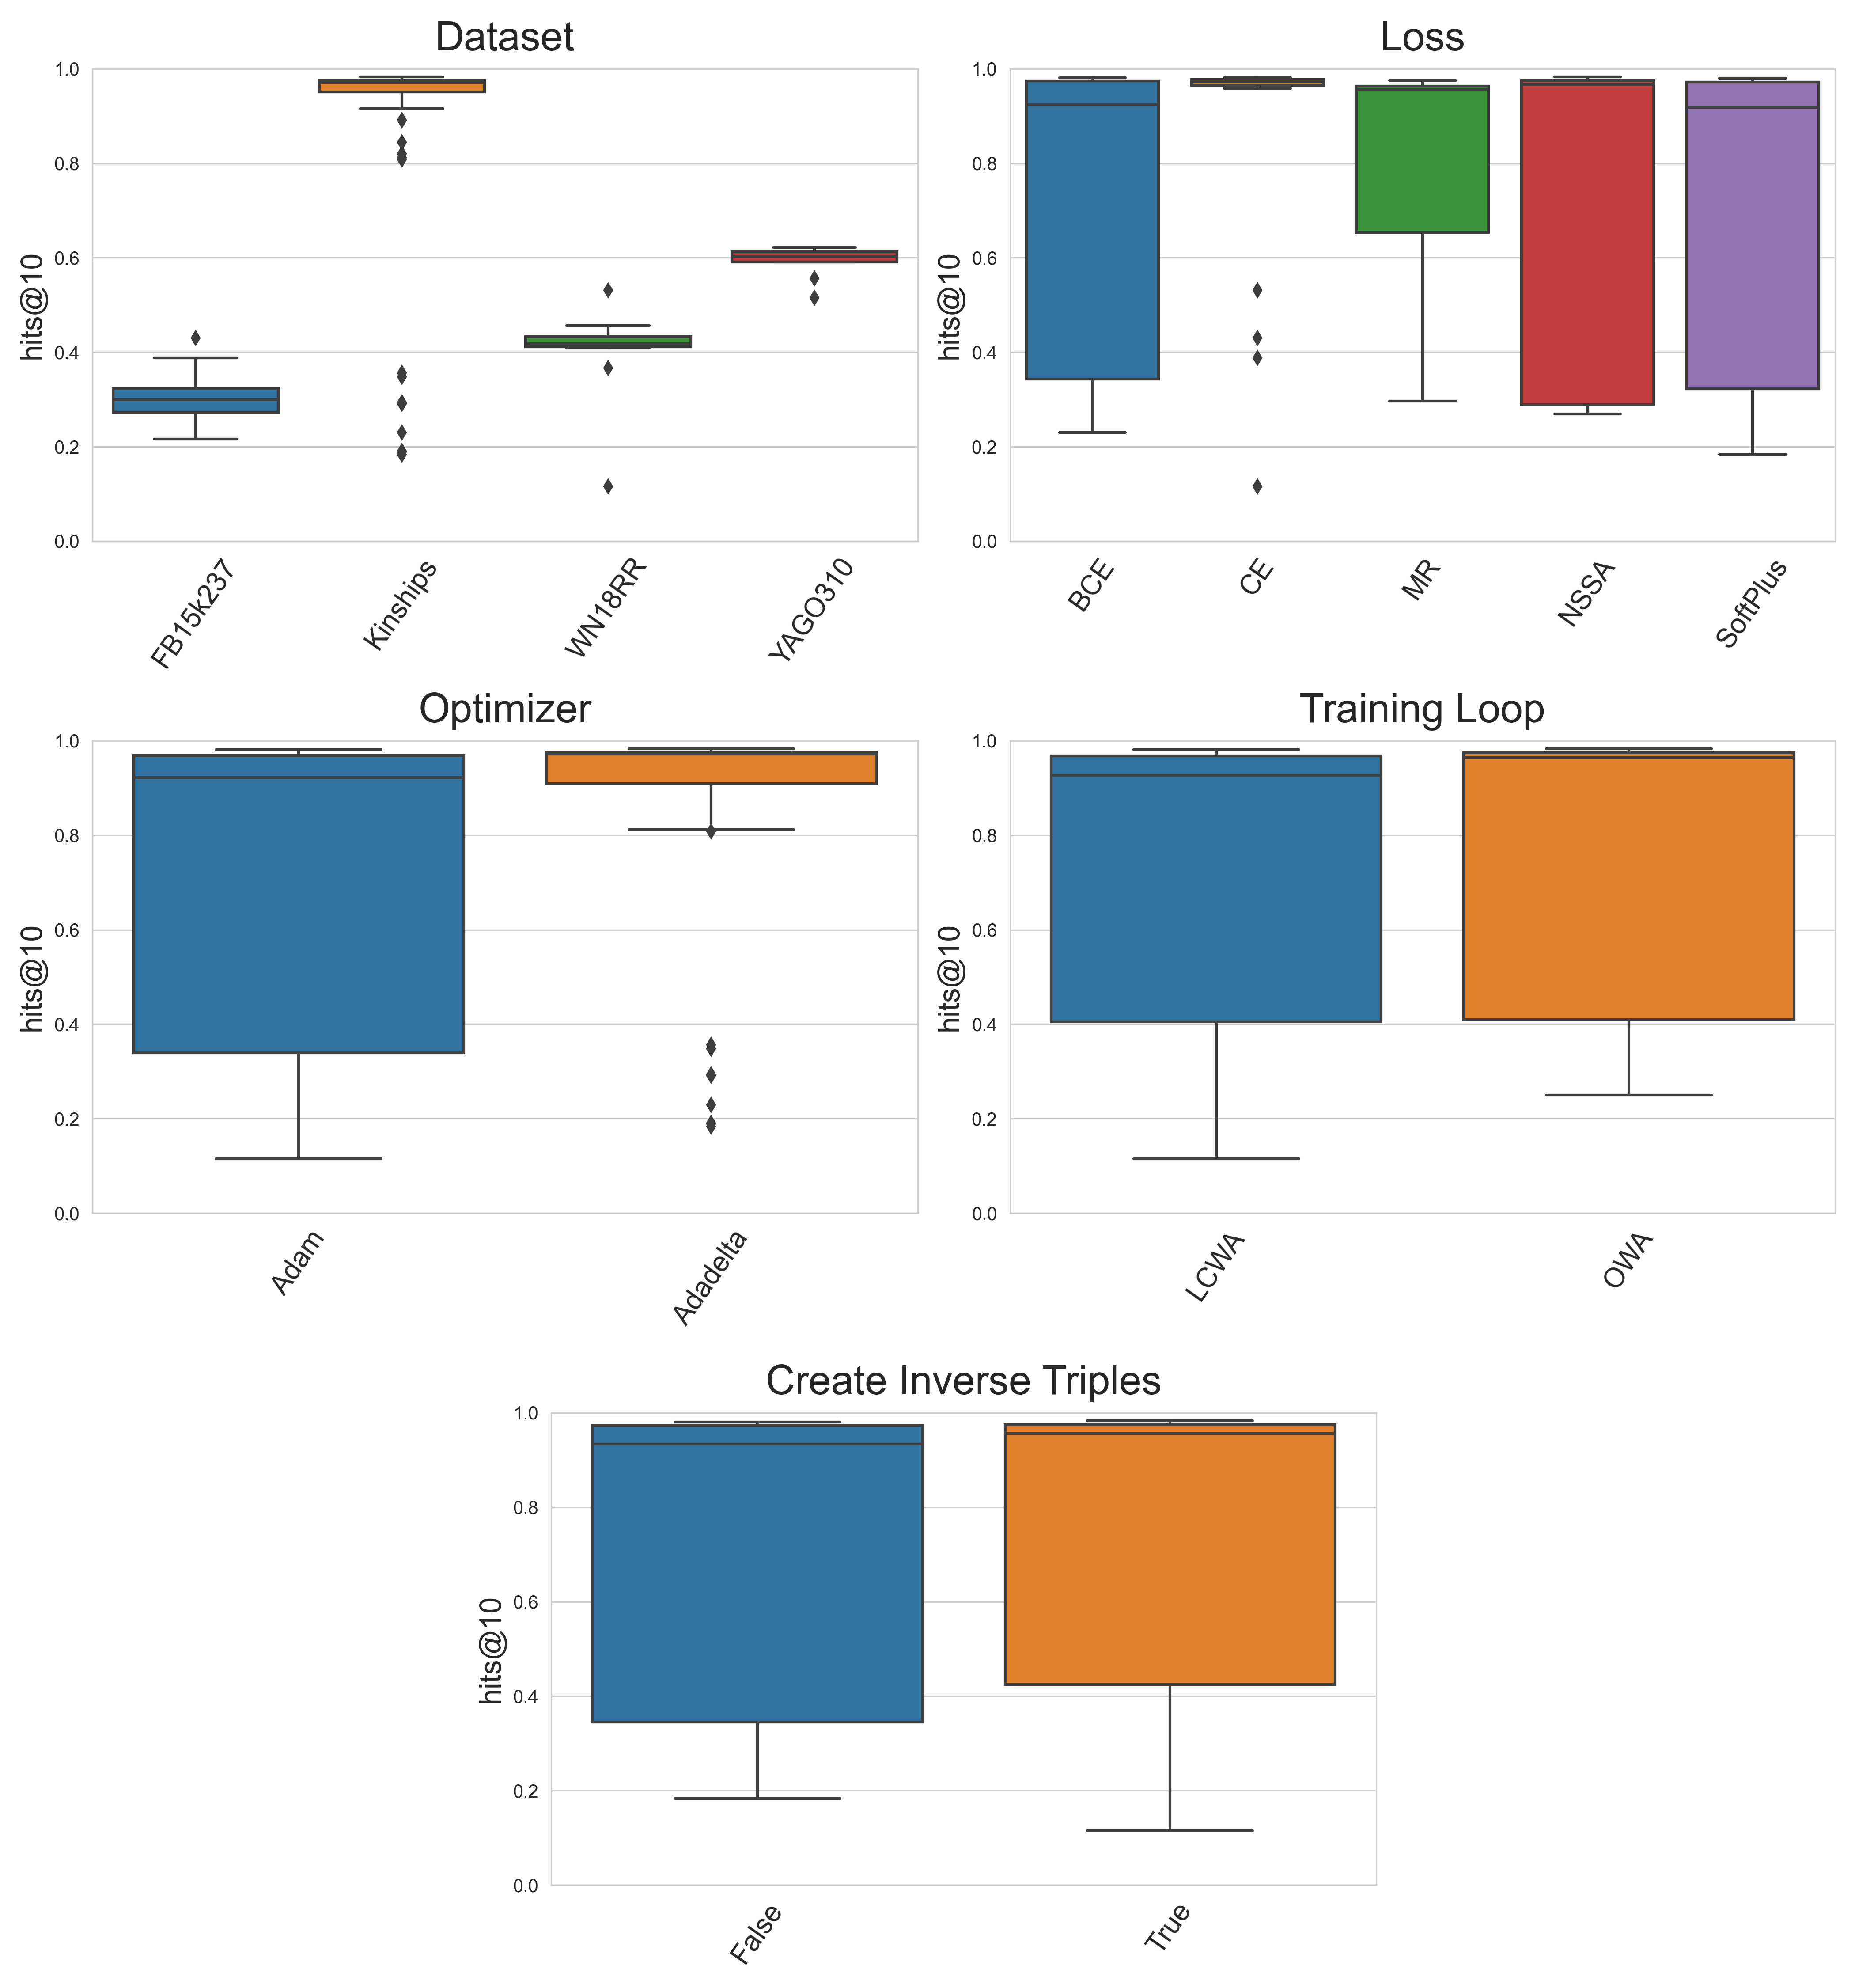 Dataset
hits@10
1.0
0.8
0.6
0.4
0.2
0.0
FB15k237
Kinships
WN18RR
YAGO310
Loss
hits@10
1.0
0.8
0.6
0.4
0.2
0.0
BCE
CE
MR
NSSA
SoftPlus
Optimizer
hits@10
1.0
0.8
0.6
0.4
0.2
0.0
Adam
Adadelta
Training Loop
hits@10
1.0
0.8
0.6
0.4
0.2
0.0
LCWA
OWA
Create Inverse Triples
hits@10
1.0
0.8
0.6
0.4
0.2
0.0
False
True